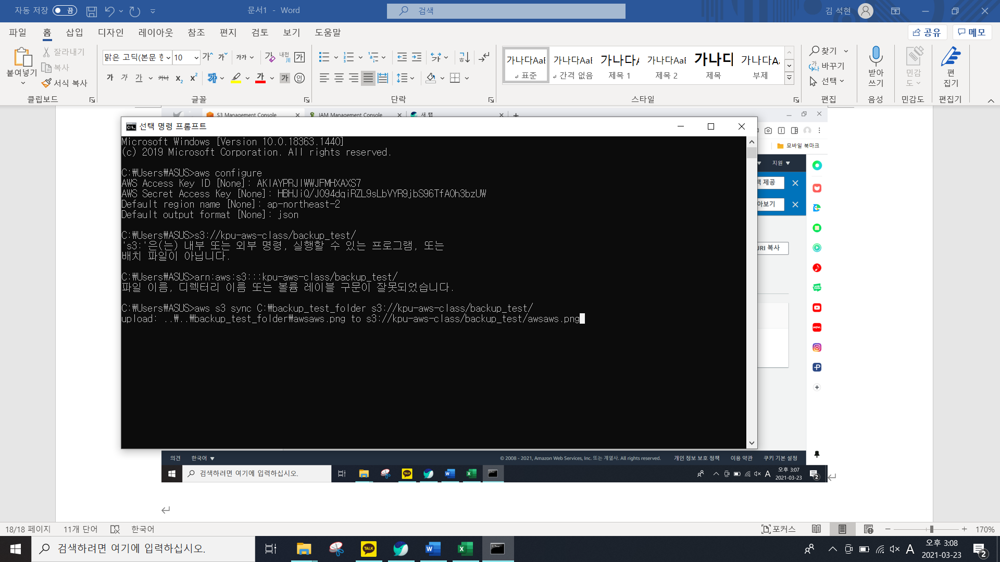 자동 저장 끔 문서1 - Word 검색 김 석현
파일 홈 삽입 디자인 레이아웃 참조 편지 검토 보기 도움말 공유 메모
붙여넣기 잘라내기 복사 서식 복사 클립보드
맑은 고딕(본문 한 10 글꼴
단락
가나다AaB 표준
가나다AaE 간격 없음
가나다 제목 1
가나다AaE 제목 2
가나다 제목
가나다A 부제
스타일
찾기 바꾸기 선택 편집
받아쓰기 음성
민감도 민감도
편집기 편집기
S3 Management Console IAM Management Console 새 탭
모바일 북마크
지원
제공
아보기
URI 복사
선택 명령 프롬프트
Microsoft Windows [Version 10.0.18363.1440]
(c) 2019 Microsoft Corporation. All rights reserved.
C:\Users\ASUS>aws configure
AWS Access Key ID [None]: AKIAYPRJIWWJFMHXAXS7
AWS Secret Access Key [None]: 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
Default region name [None]: ap-northeast-2
Default output format [None]: json
C:\Users\ASUS>s3://kpu-aws-class/backup_test/
's3:'은(는) 내부 또는 외부 명령, 실행할 수 있는 프로그램, 또는
배치 파일이 아닙니다.
C:\Users\ASUS>arn:aws:s3:::kpu-aws-class/backup_test/
파일 이름, 디렉터리 이름 또는 볼륨 레이블 구문이 잘못되었습니다.
C:\Users\ASUS>aws s3 sync C:\backup_test_folder s3://kpu-aws-class/backup_test/
upload: ..\..\backup_test_folder\awsaws.png to s3://kpu-aws-class/backup_test/awsaws.png
의견 한국어 © 2008 - 2021, Amazon Web Services, Inc. 또는 계열사. All rights reserved. 개인 정보 보호 정책 이용 약관 쿠키 기본 설정
검색하려면 여기에 입력하십시오. TALK A 오후 3:07
2021-03-23 2
18/18 페이지 11개 단어 한국어 포커스 170%
검색하려면 여기에 입력하십시오. TALK A 오후 3:08
2021-03-23 2